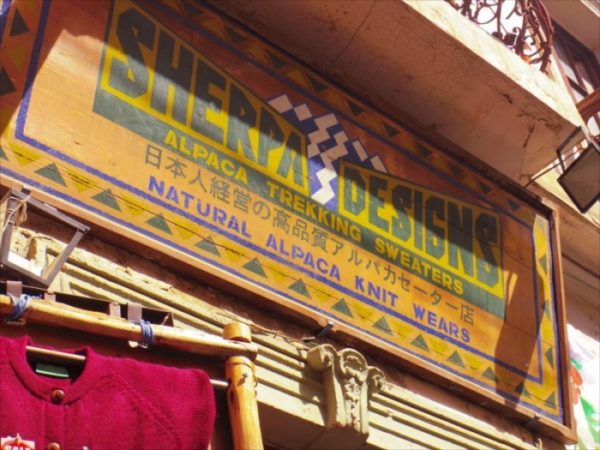 SHERPA DESIGNS
ALPACA TREKKING SWEATERS
日本人経営の高品質アルパカセーター店
NATURAL ALPACA KNIT WEARS